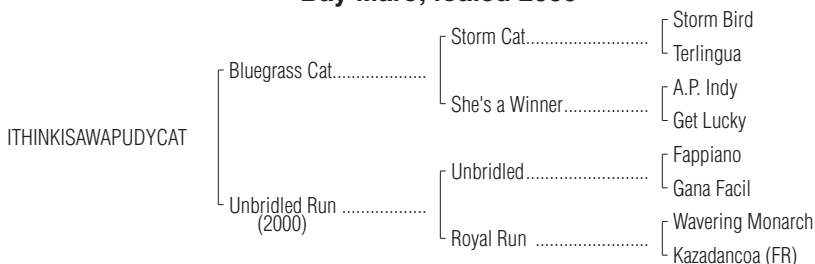 Bay Mare; foaled
Storm Bird
Storm Cat........................
Terlingua
Bluegrass Cat....................
A.P. Indy
She's a Winner.................
Get Lucky
ITHINKISAWAPUDYCAT
Fappiano
Unbridled........................
Gana Facil
Unbridled Run ..................
(2000)
Wavering Monarch
Royal Run .......................
Kazadancoa (FR)